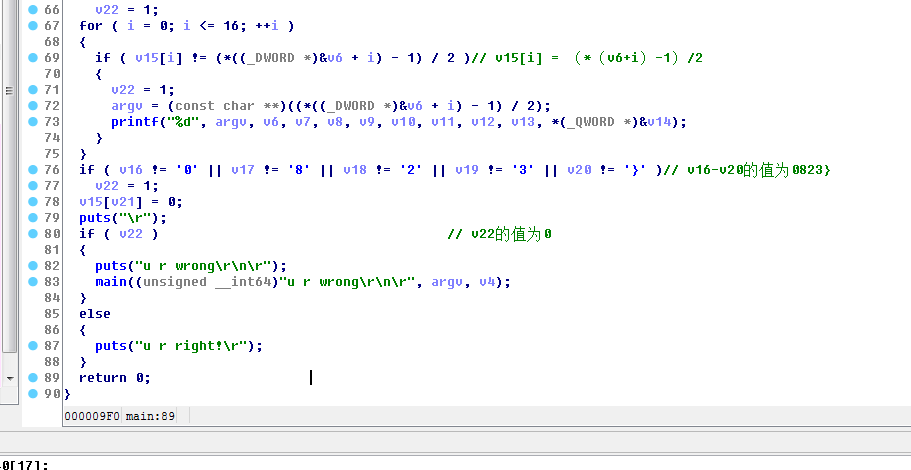 66 v22 = 1;
67 for ( i = 0; i <= 16; ++i )
68 {
69 if ( v15[i] != (*((_DWORD *)&v6 + i) - 1) / 2 )// v15[i] = （*（v6+i）-1）/2
70 {
71 v22 = 1;
72 argv = (const char **)((*((_DWORD *)&v6 + i) - 1) / 2);
73 printf("%d", argv, v6, v7, v8, v9, v10, v11, v12, v13, *(_QWORD *)&v14);
74 }
75 }
76 if ( v16 != '0' || v17 != '8' || v18 != '2' || v19 != '3' || v20 != '}' )// v16-v20的值为0823}
77 v22 = 1;
78 v15[v21] = 0;
79 puts("\r");
80 if ( v22 ) // v22的值为0
81 {
82 puts("u r wrong\r\n\r");
83 main((unsigned __int64)"u r wrong\r\n\r", argv, v4);
84 }
85 else
86 {
87 puts("u r right!\r");
88 }
89 return 0;
90 }
000009F0 main:89
0[17]: